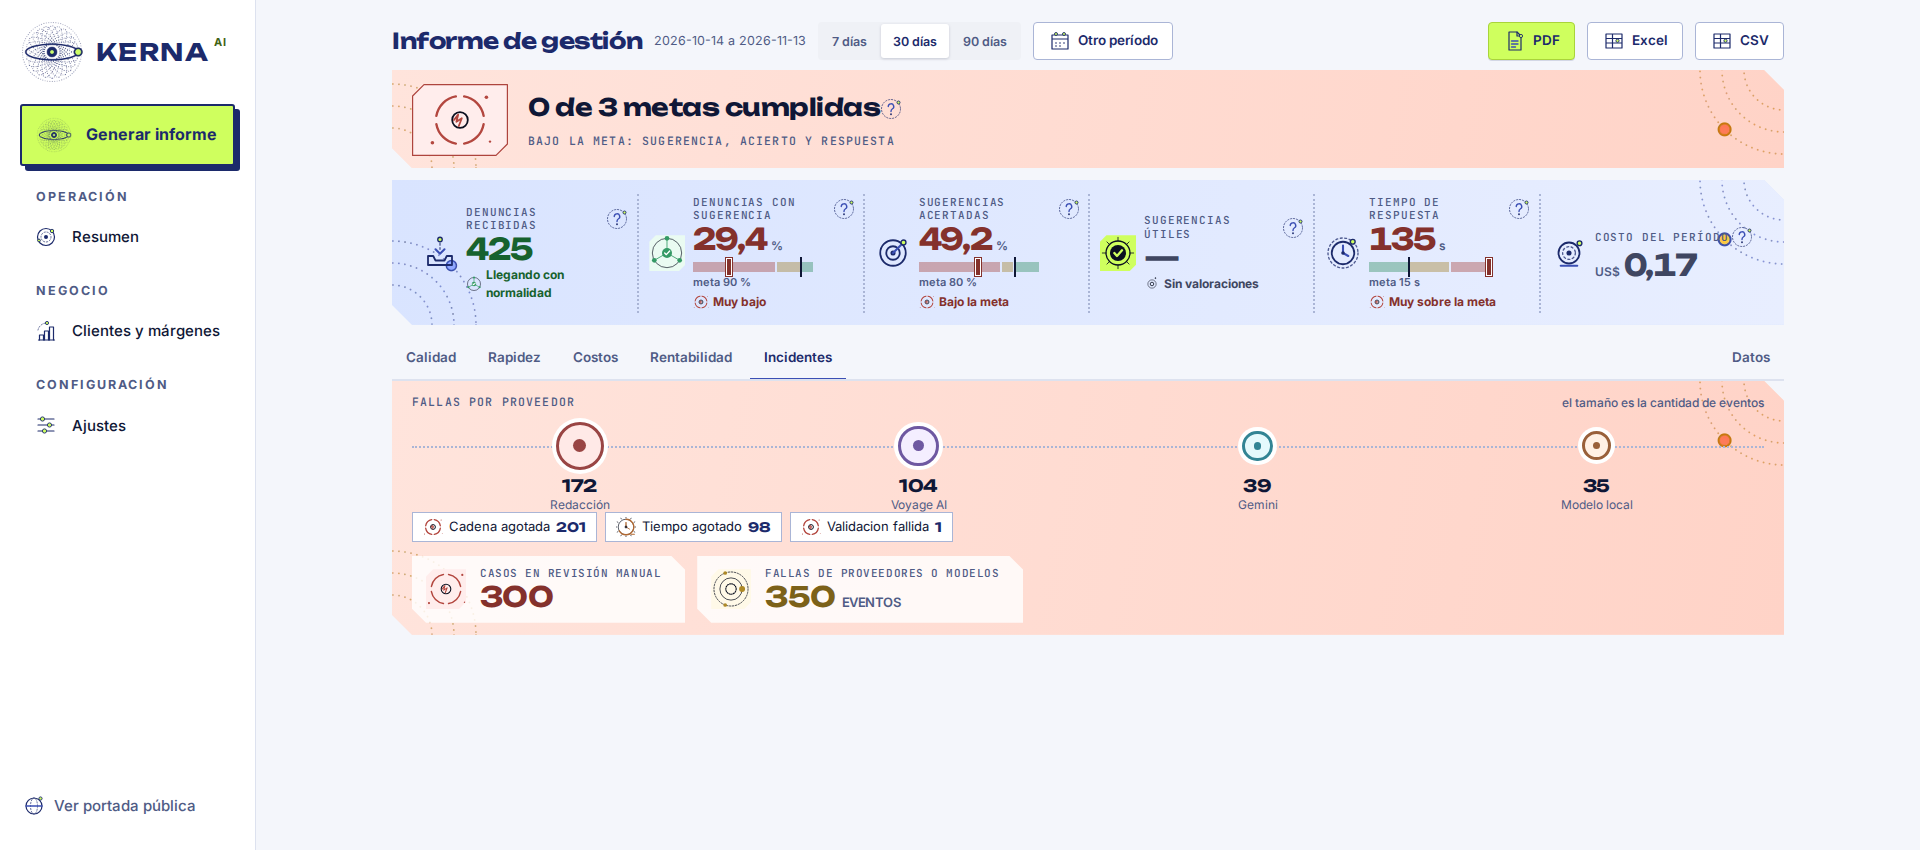 KERNA AI
Generar informe
OPERACIÓN
Resumen
NEGOCIO
Clientes y márgenes
CONFIGURACIÓN
Ajustes
Ver portada pública
Informe de gestión
2026-10-14 a 2026-11-13
7 días
30 días
90 días
Otro período
PDF
Excel
CSV
0 de 3 metas cumplidas ?
BAJO LA META: SUGERENCIA, ACIERTO Y RESPUESTA
DENUNCIAS
RECIBIDAS
?
425
Llegando con
normalidad
DENUNCIAS CON
SUGERENCIA
?
29,4 %
meta 90 %
Muy bajo
SUGERENCIAS
ACERTADAS
?
49,2 %
meta 80 %
Bajo la meta
SUGERENCIAS
ÚTILES
?
—
Sin valoraciones
TIEMPO DE
RESPUESTA
?
135 s
meta 15 s
Muy sobre la meta
COSTO DEL PERÍODO
?
US$ 0,17
Calidad
Rapidez
Costos
Rentabilidad
Incidentes
Datos
FALLAS POR PROVEEDOR
el tamaño es la cantidad de eventos
172
Redacción
104
Voyage AI
39
Gemini
35
Modelo local
Cadena agotada 201
Tiempo agotado 98
Validacion fallida 1
CASOS EN REVISIÓN MANUAL
300
FALLAS DE PROVEEDORES O MODELOS
350 EVENTOS